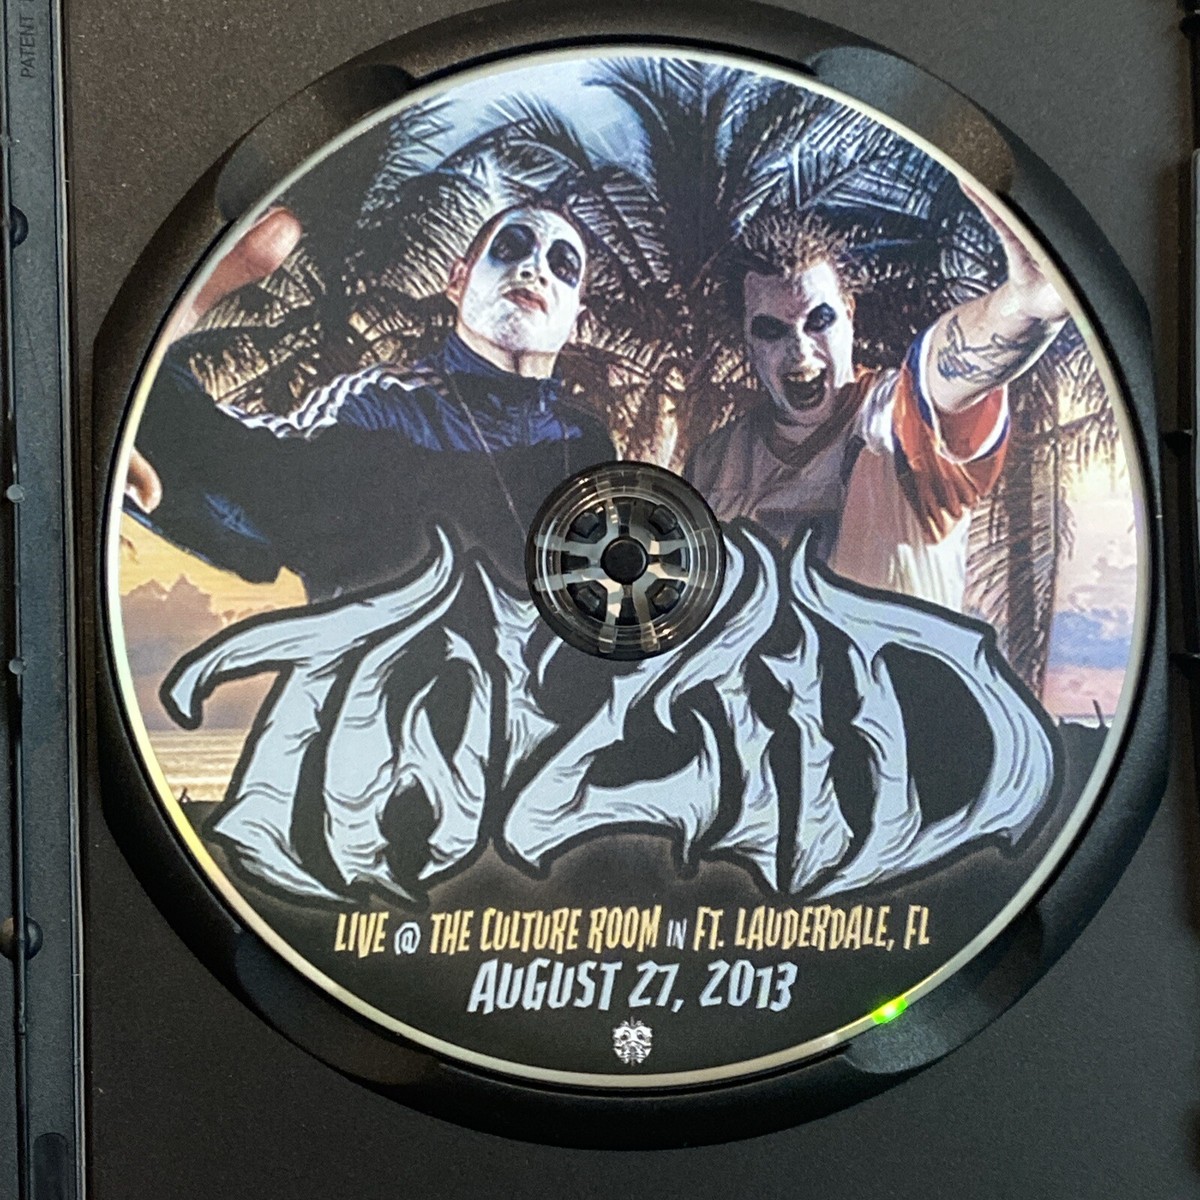 PATENT
TWIZTID
LIVE @ THE CULTURE ROOM IN FT. LAUDERDALE, FL
AUGUST 27, 2013